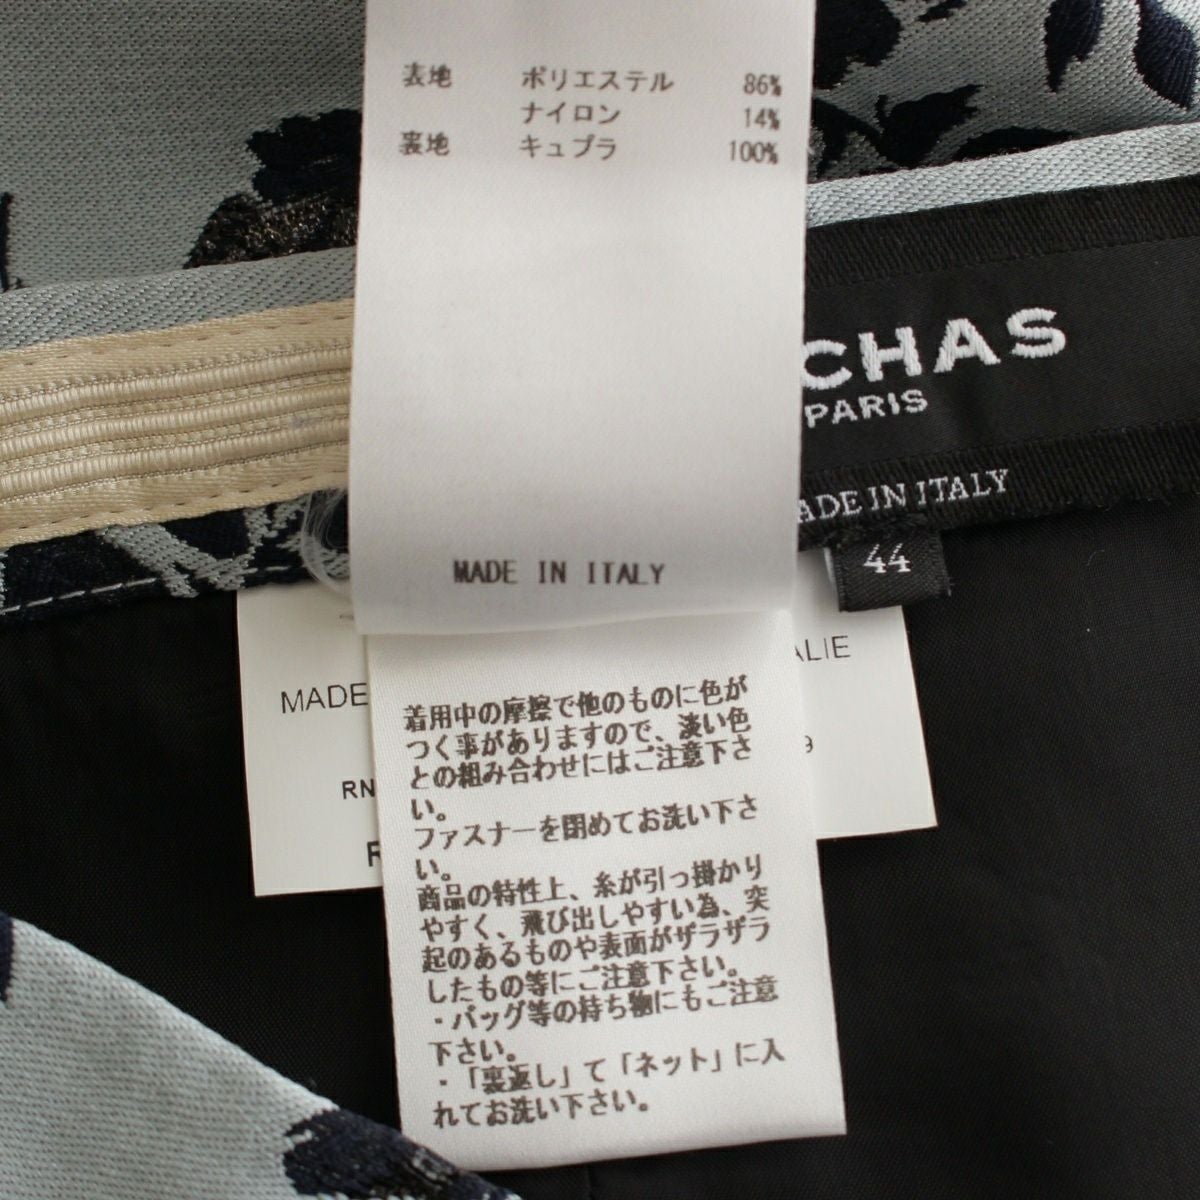 表地 ポリエステル 86%
ナイロン 14%
裏地 キュプラ 100%
MADE IN ITALY
CHAS
PARIS
ADE IN ITALY
44
MADE
ALIE
RN
9
R
着用中の摩擦で他のものに色が
つく事がありますので、淡い色
との組み合わせにはご注意下さ
い。
ファスナーを閉めてお洗い下さ
い。
商品の特性上、糸が引っ掛かり
やすく、飛び出しやすい為、突
起のあるものや表面がザラザラ
したもの等にご注意下さい。
・バッグ等の持ち物にもご注意
下さい。
・「裏返し」て「ネット」に入
れてお洗い下さい。